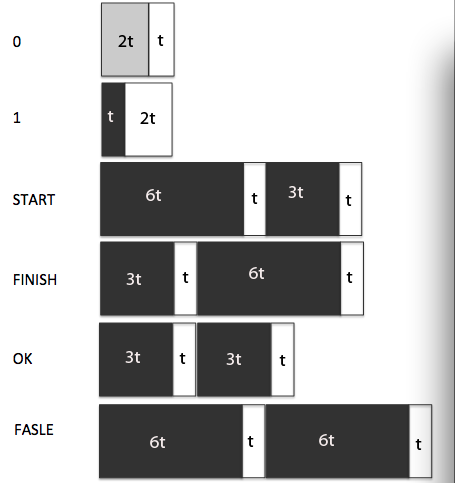 0 2t t
1 t 2t
START 6t t 3t t
FINISH 3t t 6t t
OK 3t t 3t t
FASLE 6t t 6t t